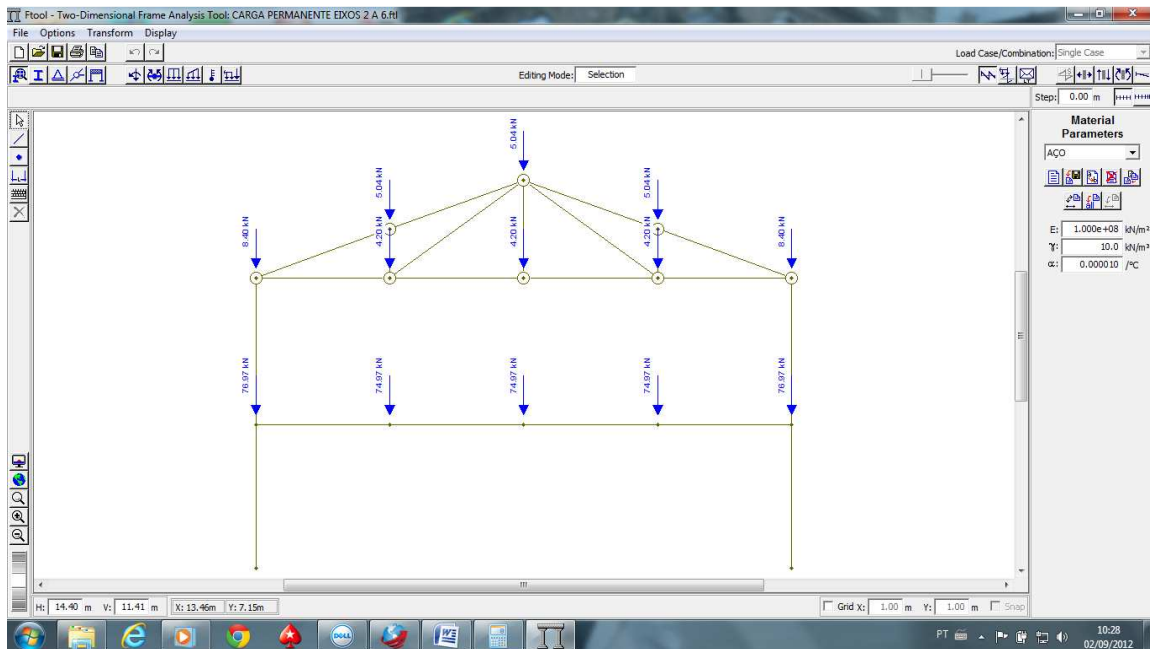 Ftool - Two-Dimensional Frame Analysis Tool: CARGA PERMANENTE EIXOS 2 A 6.ftl
File Options Transform Display
Load Case/Combination: Single Case
Editing Mode: Selection
Step: 0.00 m
Material
Parameters
AÇO
E: 1.000e+08 kN/m²
γ: 10.0 kN/m³
α: 0.000010 /°C
5.04 kN
5.04 kN
5.04 kN
8.40 kN
4.20 kN
4.20 kN
4.20 kN
8.40 kN
76.97 kN
74.97 kN
74.97 kN
74.97 kN
76.97 kN
H: 14.40 m V: 11.41 m X: 13.46m Y: 7.15m
Grid X: 1.00 m Y: 1.00 m Snap
DELL
PT
10:28
02/09/2012